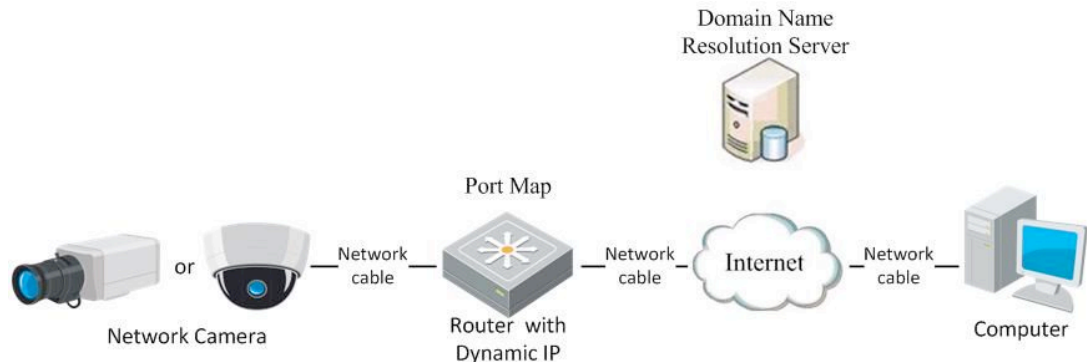 Domain Name
Resolution Server
Port Map
or
Network
cable
Network
cable
Internet
Network
cable
Network Camera
Router with
Dynamic IP
Computer